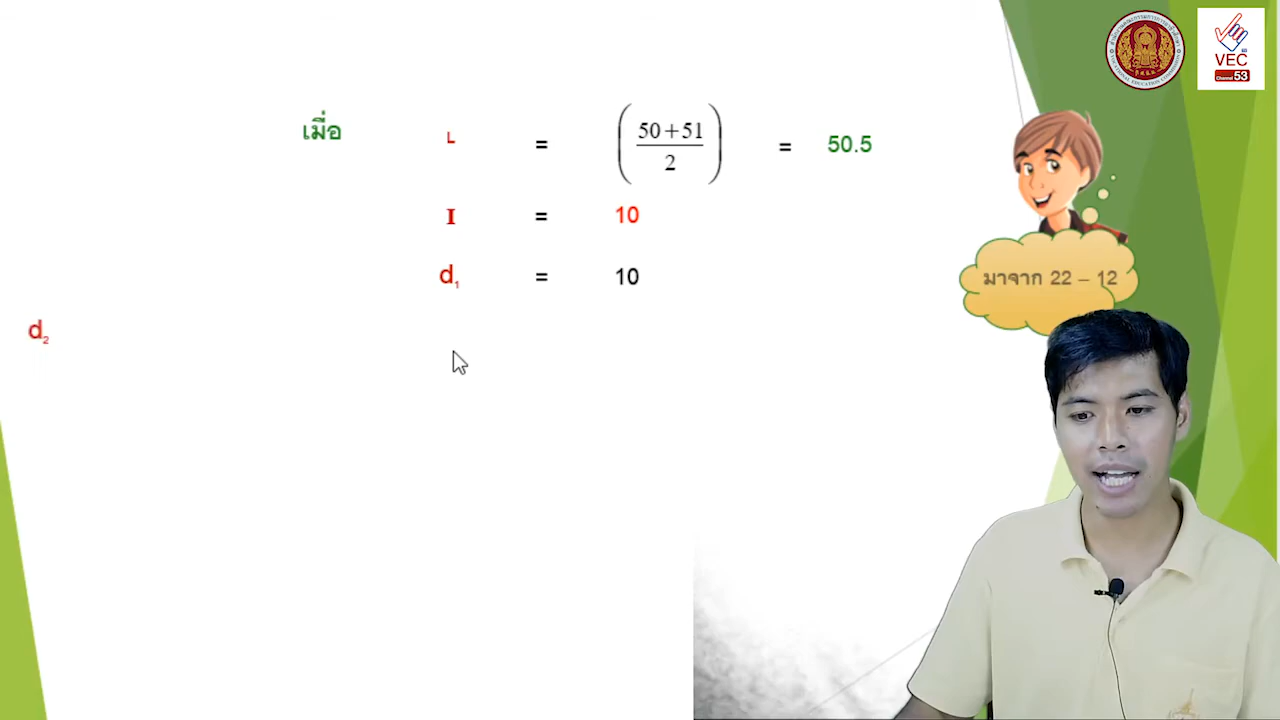 VEC
Channel 53
เมื่อ L = ( 50 + 51 / 2 ) = 50.5
I = 10
d₁ = 10
มาจาก 22 – 12
d₂